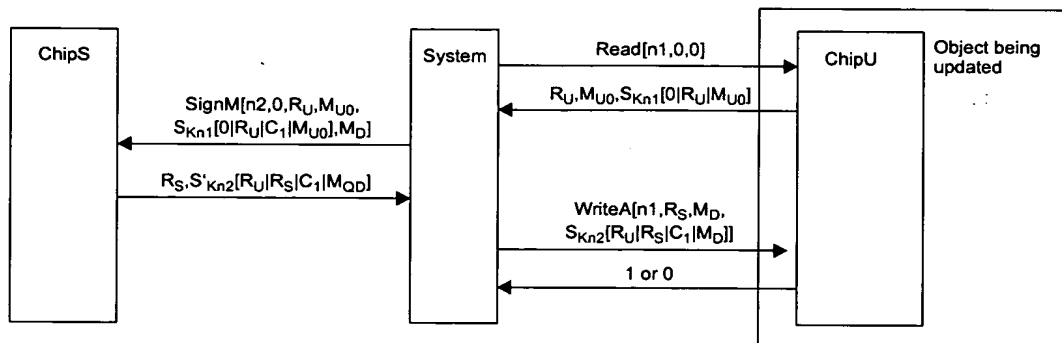 ChipS
System
ChipU
Object being
updated
Read[n1,0,0]
R_U,M_U0,S_Kn1[0|R_U|M_U0]
SignM[n2,0,R_U,M_U0,
S_Kn1[0|R_U|C_1|M_U0],M_D]
R_S,S'_Kn2[R_U|R_S|C_1|M_QD]
WriteA[n1,R_S,M_D,
S_Kn2[R_U|R_S|C_1|M_D]]
1 or 0